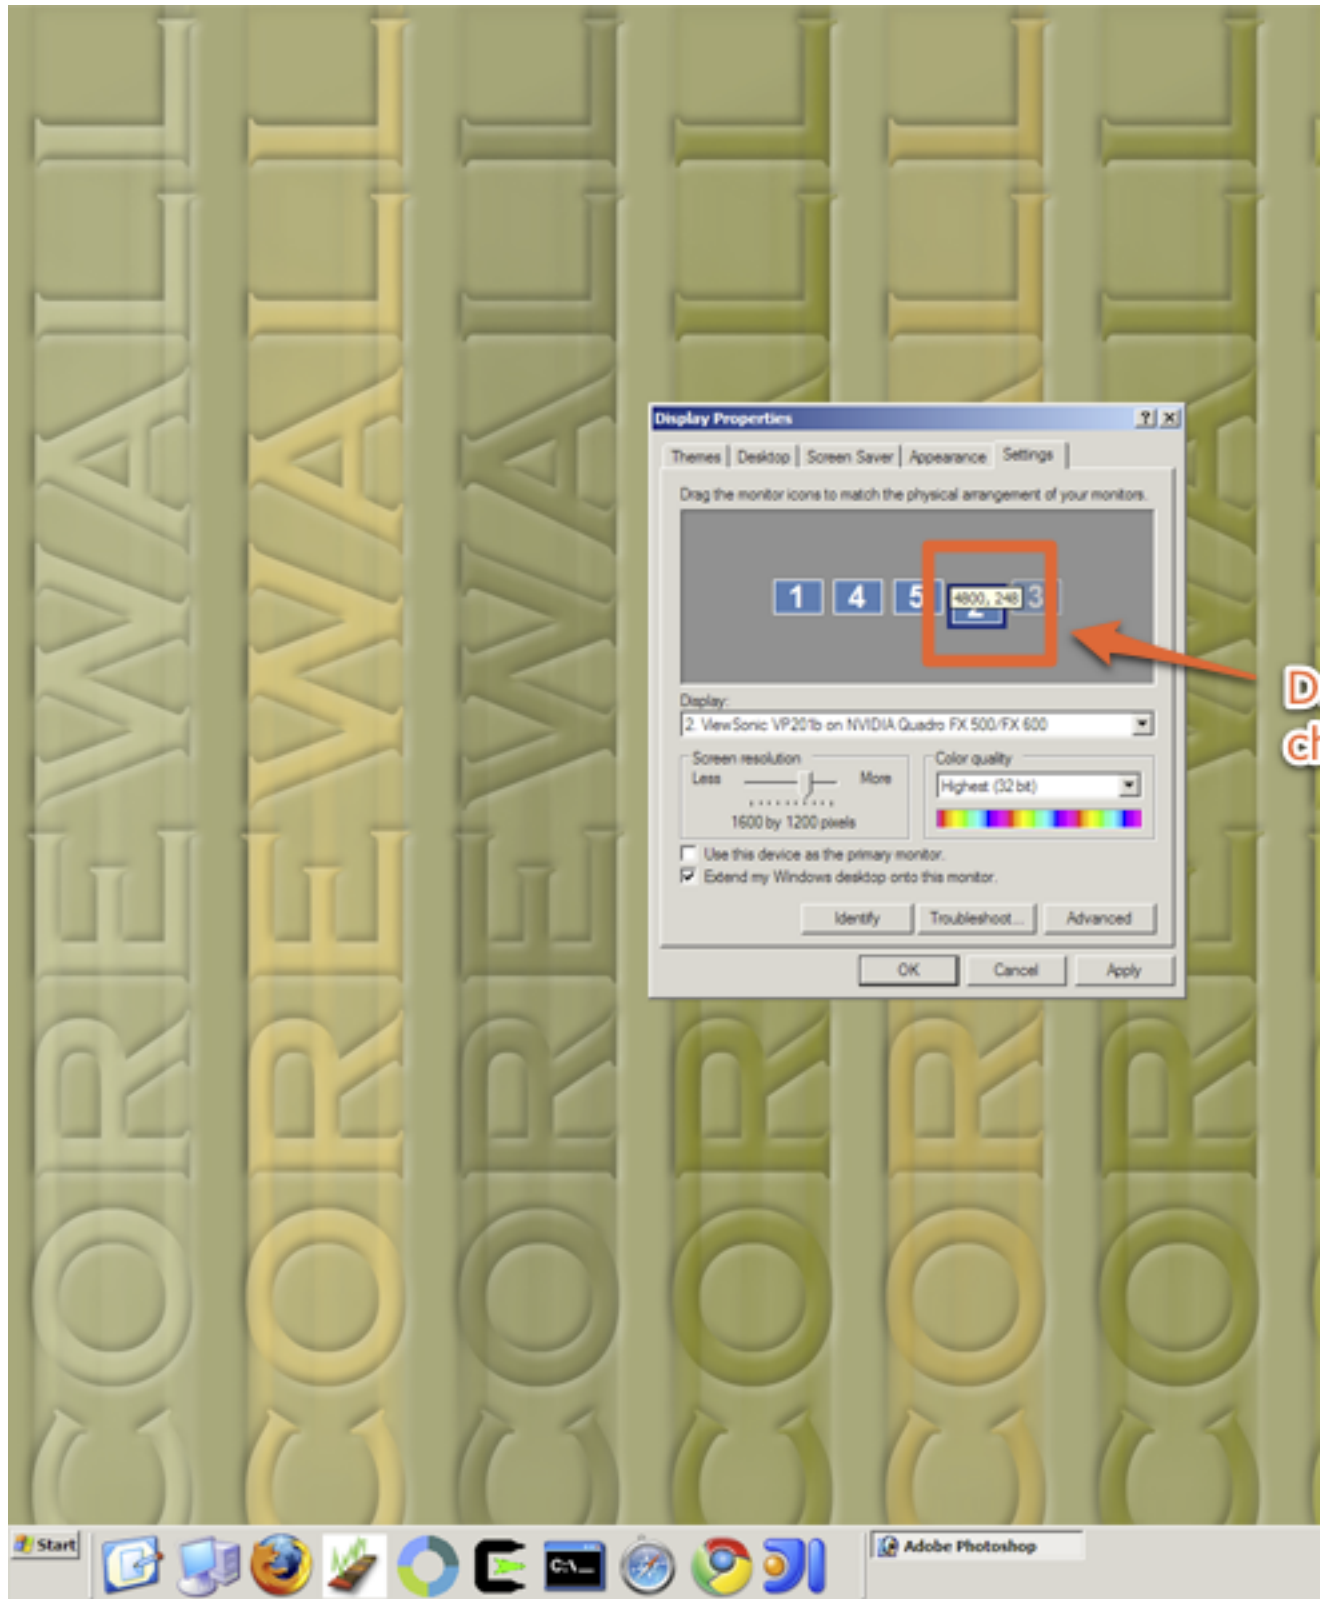 COREWALL
COREWALL
COREWALL
COREWALL
COREWALL
COREWALL
Display Properties
Themes
Desktop
Screen Saver
Appearance
Settings
Drag the monitor icons to match the physical arrangement of your monitors.
1
4
5
4800, 248
2
3
Display:
2. ViewSonic VP201b on NVIDIA Quadro FX 500/FX 600
Screen resolution
Less
More
1600 by 1200 pixels
Color quality
Highest (32 bit)
Use this device as the primary monitor.
Extend my Windows desktop onto this monitor.
Identify
Troubleshoot...
Advanced
OK
Cancel
Apply
D
ch
Start
C:\_
Adobe Photoshop